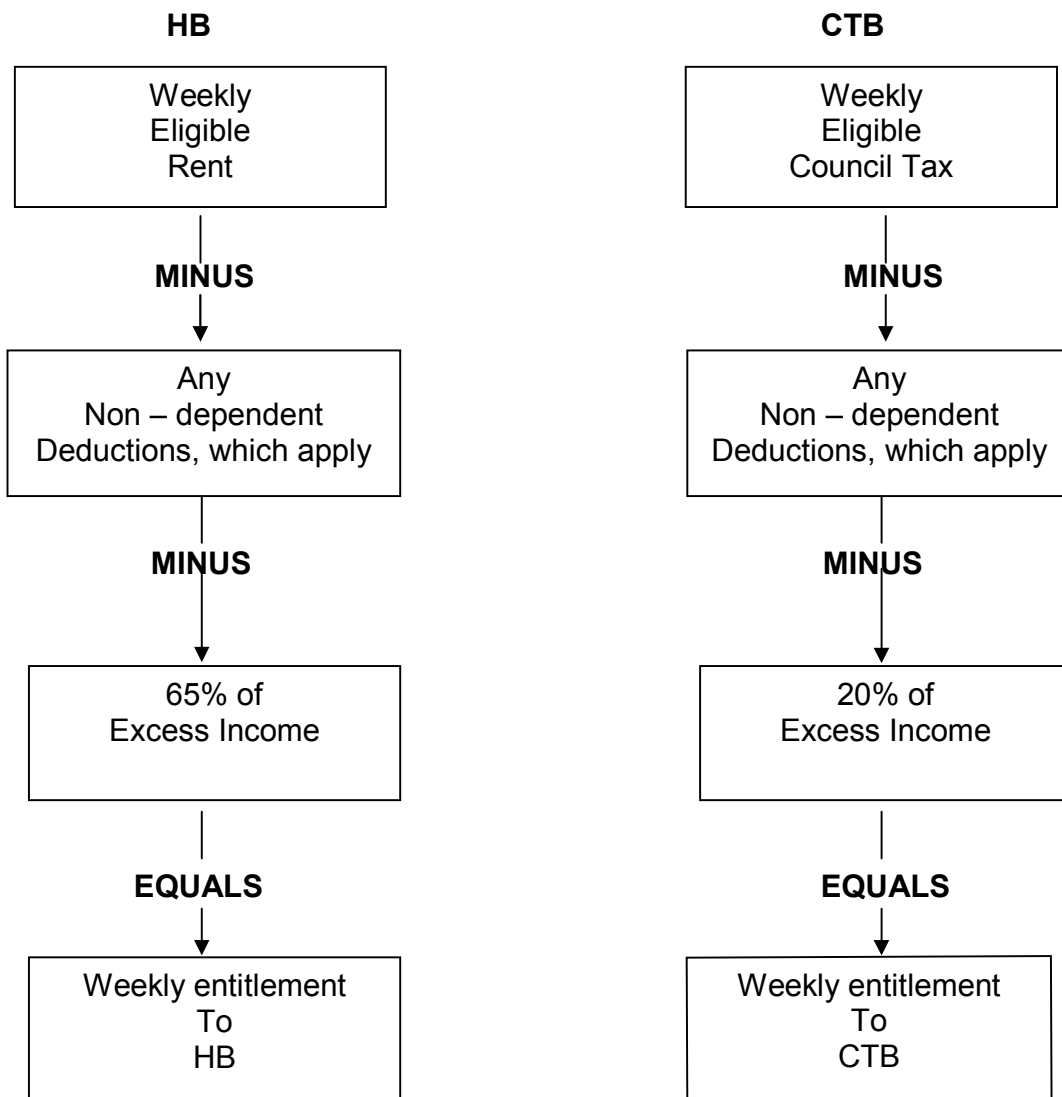 HB
Weekly
Eligible
Rent
MINUS
Any
Non – dependent
Deductions, which apply
MINUS
65% of
Excess Income
EQUALS
Weekly entitlement
To
HB
CTB
Weekly
Eligible
Council Tax
MINUS
Any
Non – dependent
Deductions, which apply
MINUS
20% of
Excess Income
EQUALS
Weekly entitlement
To
CTB